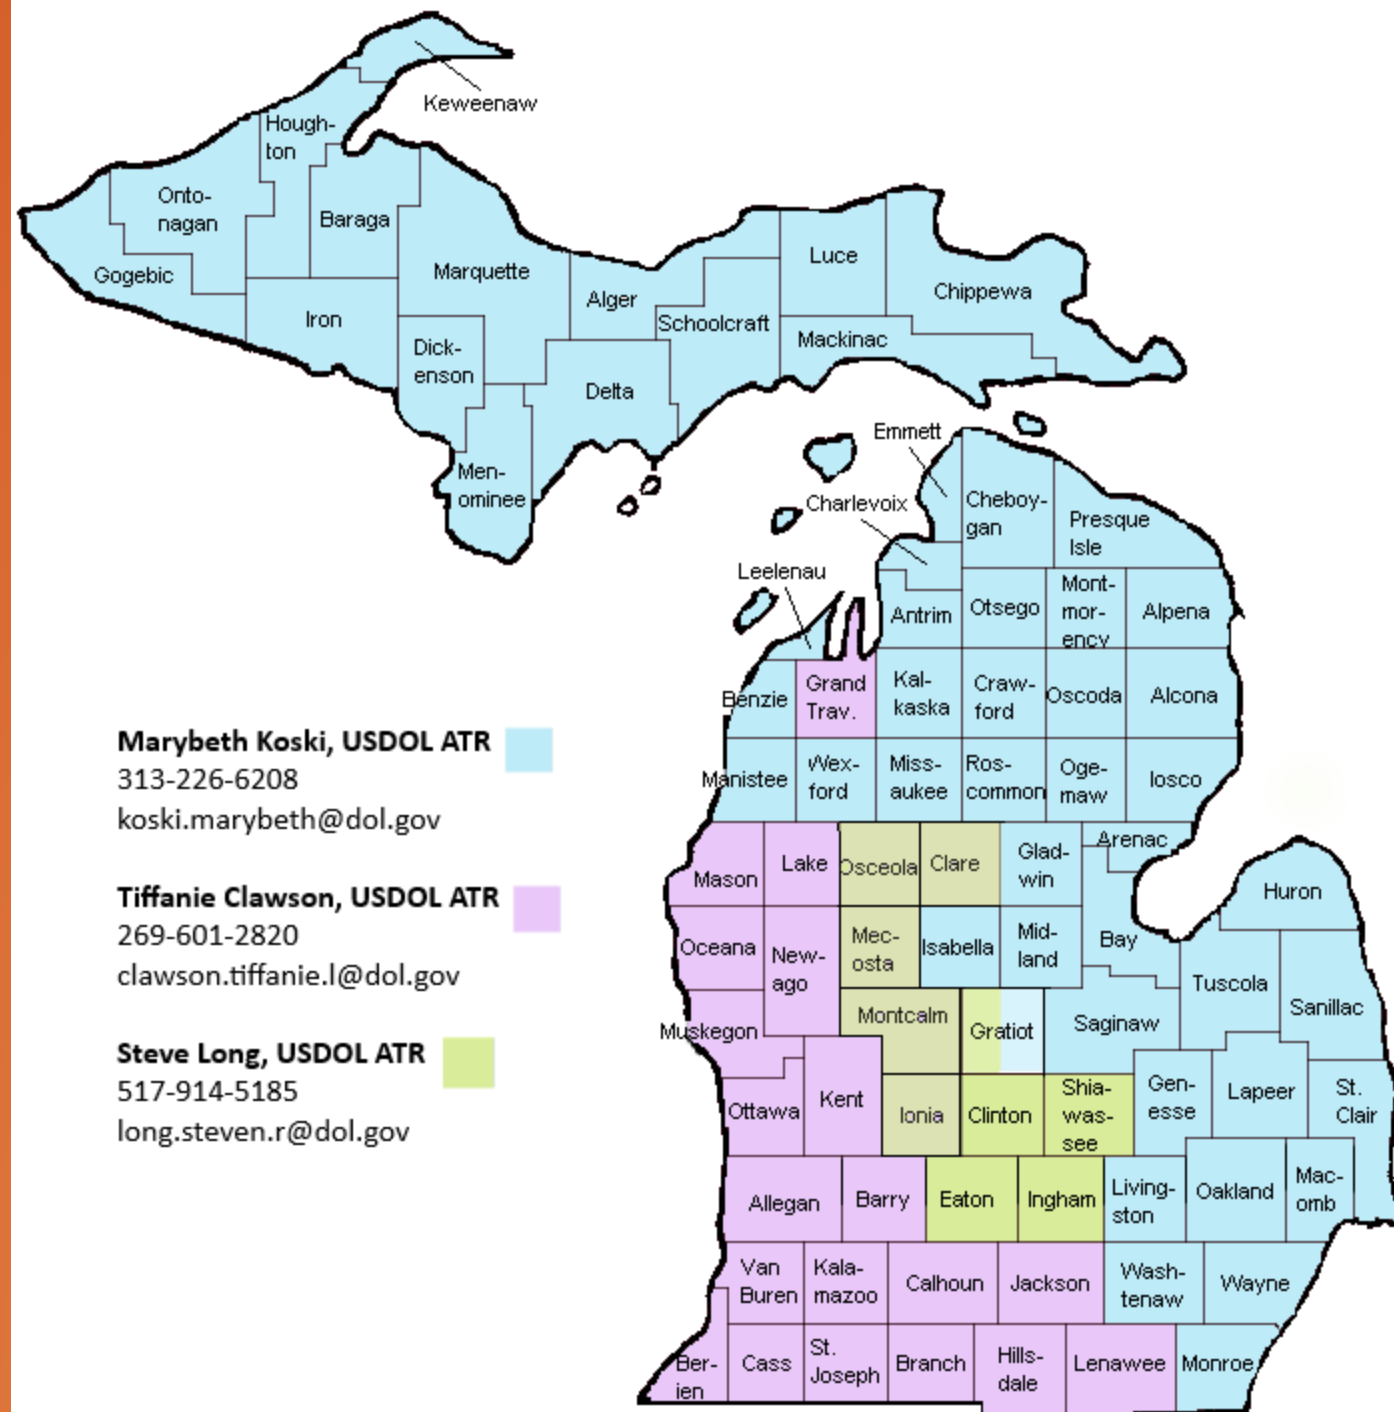 Keweenaw
Hough-
ton
Onto-
nagan
Baraga
Gogebic
Marquette
Iron
Alger
Luce
Chippewa
Schoolcraft
Mackinac
Dick-
enson
Delta
Men-
ominee
Emmett
Charlevoix
Cheboy-
gan
Presque
Isle
Leelenau
Antrim
Otsego
Mont-
mor-
ency
Alpena
Benzie
Grand
Trav.
Kal-
kaska
Craw-
ford
Oscoda
Alcona
Manistee
Wex-
ford
Miss-
aukee
Ros-
common
Oge-
maw
Iosco
Marybeth Koski, USDOL ATR
313-226-6208
koski.marybeth@dol.gov
Tiffanie Clawson, USDOL ATR
269-601-2820
clawson.tiffanie.l@dol.gov
Steve Long, USDOL ATR
517-914-5185
long.steven.r@dol.gov
Mason
Lake
Osceola
Clare
Glad-
win
Arenac
Huron
Oceana
New-
ago
Mec-
osta
Isabella
Mid-
land
Bay
Tuscola
Sanillac
Muskegon
Montcalm
Gratiot
Saginaw
Ottawa
Kent
Ionia
Clinton
Shia-
was-
see
Gen-
esse
Lapeer
St.
Clair
Allegan
Barry
Eaton
Ingham
Living-
ston
Oakland
Mac-
omb
Van
Buren
Kala-
mazoo
Calhoun
Jackson
Wash-
tenaw
Wayne
Ber-
ien
Cass
St.
Joseph
Branch
Hills-
dale
Lenawee
Monroe